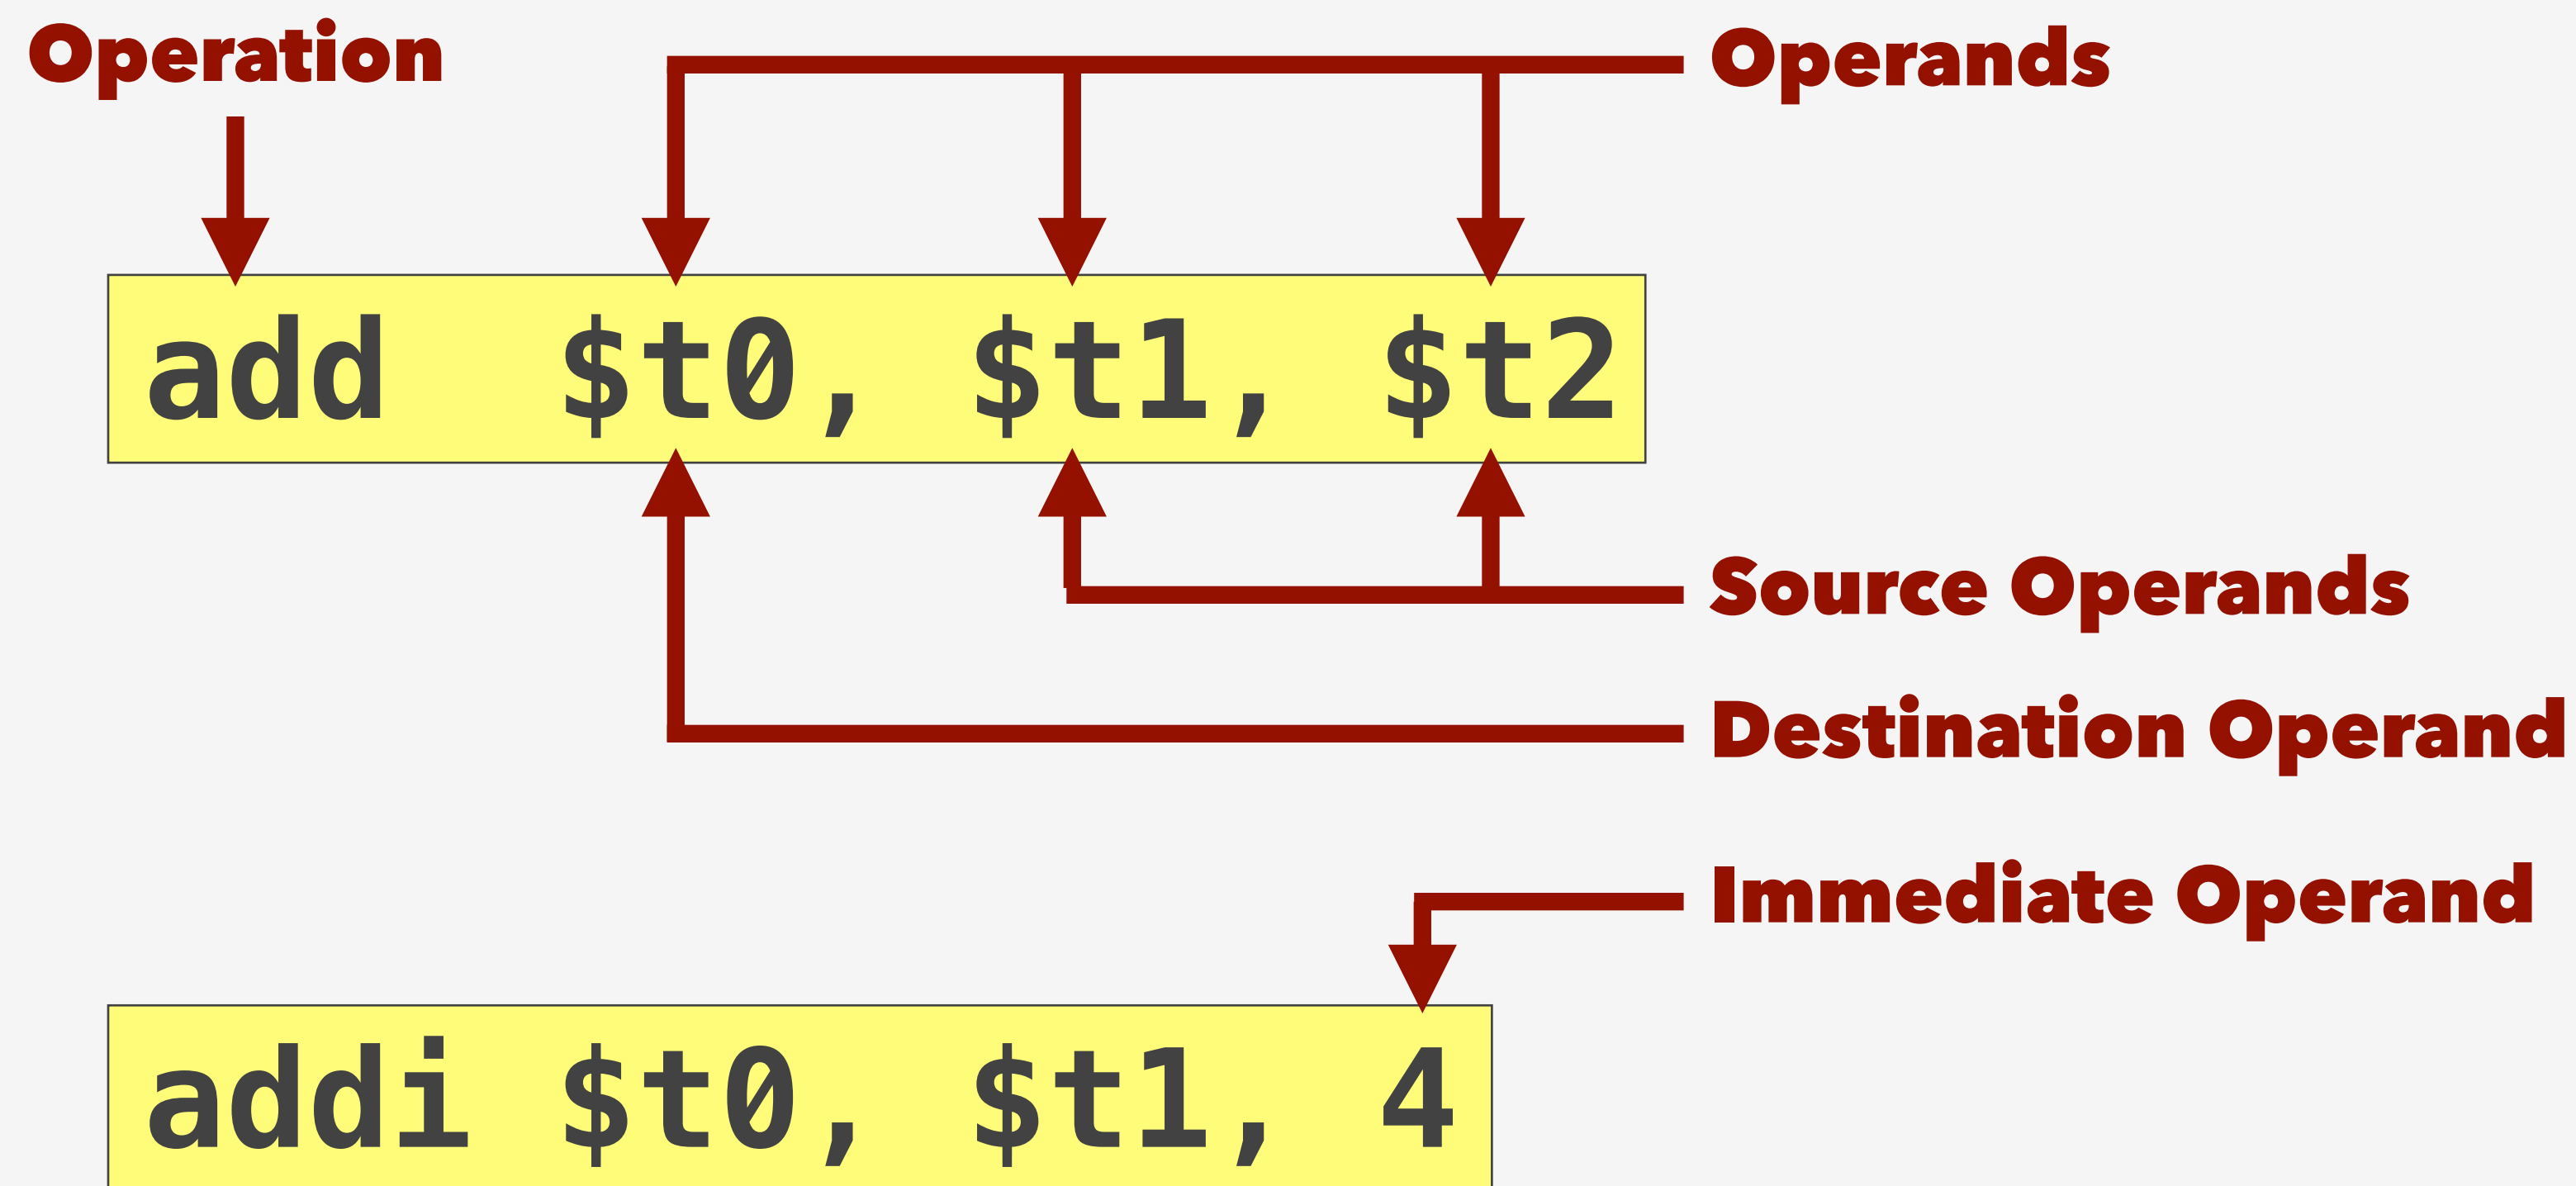 Operation
Operands
add  $t0, $t1, $t2
Source Operands
Destination Operand
Immediate Operand
addi $t0, $t1, 4